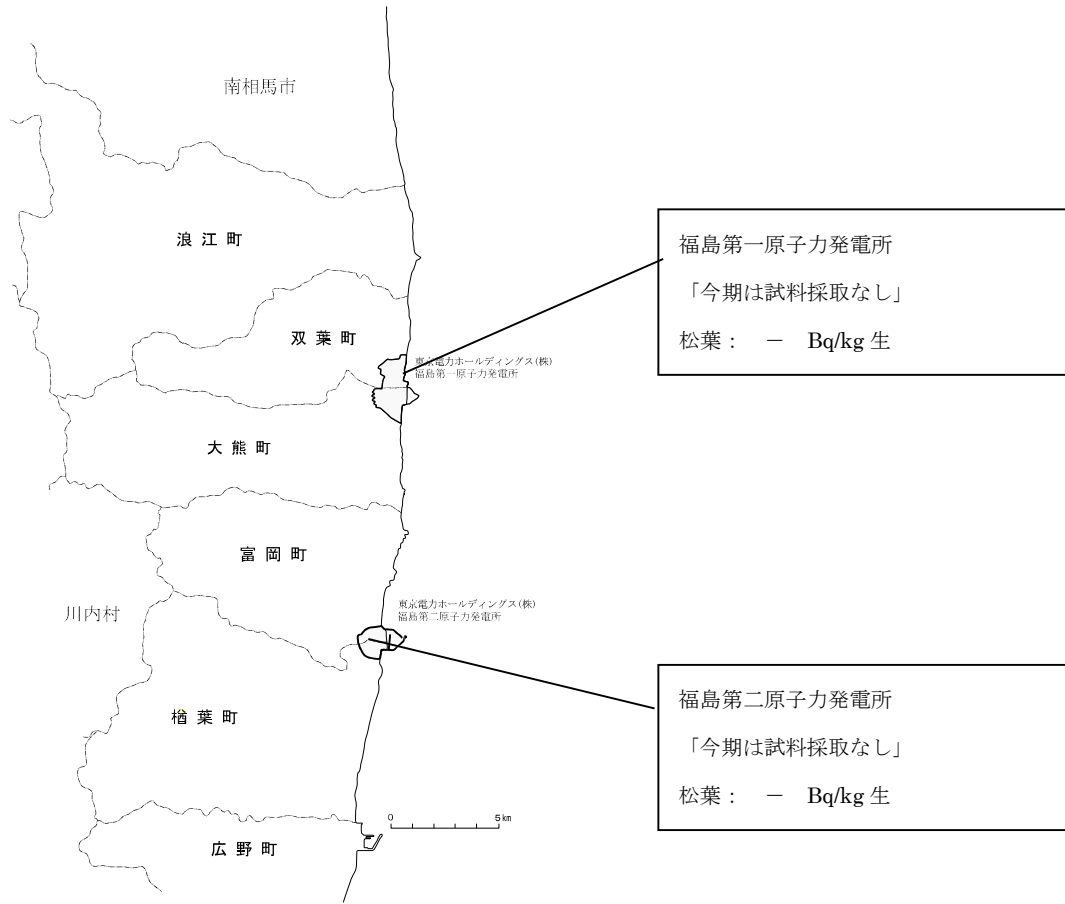 南相馬市
浪江町
福島第一原子力発電所
「今期は試料採取なし」
松葉： － Bq/kg 生
双葉町
東京電力ホールディングス(株)
福島第一原子力発電所
大熊町
富岡町
川内村
東京電力ホールディングス(株)
福島第二原子力発電所
福島第二原子力発電所
「今期は試料採取なし」
松葉： － Bq/kg 生
楢葉町
0 5km
広野町